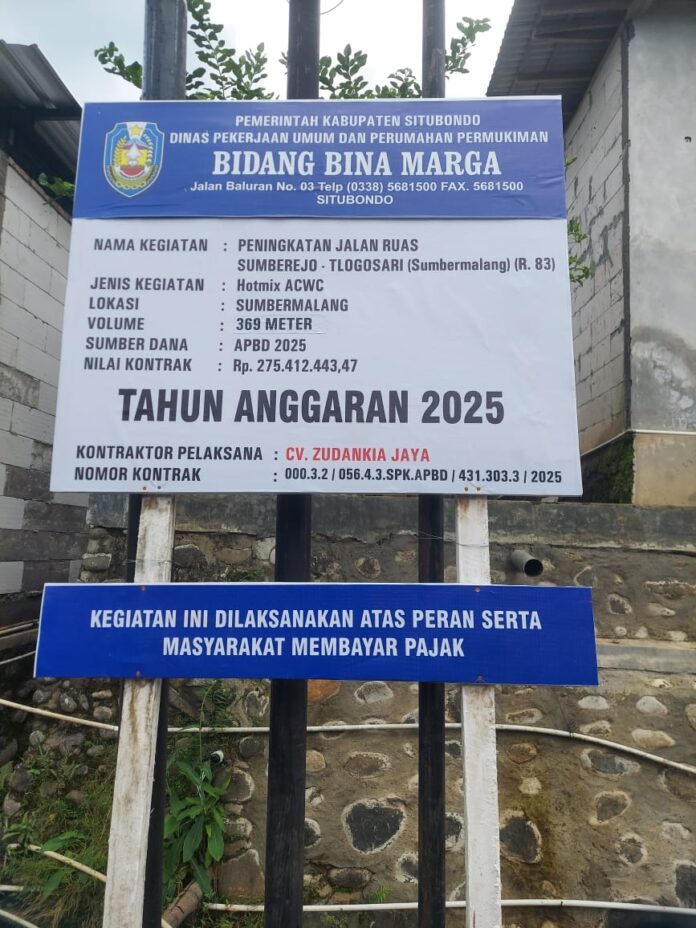 PEMERINTAH KABUPATEN SITUBONDO
DINAS PEKERJAAN UMUM DAN PERUMAHAN PERMUKIMAN
BIDANG BINA MARGA
Jalan Baluran No. 03 Telp (0338) 5681500 FAX. 5681500
SITUBONDO
NAMA KEGIATAN : PENINGKATAN JALAN RUAS
SUMBEREJO - TLOGOSARI (Sumbermalang) (R. 83)
JENIS KEGIATAN : Hotmix ACWC
LOKASI : SUMBERMALANG
VOLUME : 369 METER
SUMBER DANA : APBD 2025
NILAI KONTRAK : Rp. 275.412.443,47
TAHUN ANGGARAN 2025
KONTRAKTOR PELAKSANA : CV. ZUDANKIA JAYA
NOMOR KONTRAK : 000.3.2 / 056.4.3.SPK.APBD / 431.303.3 / 2025
KEGIATAN INI DILAKSANAKAN ATAS PERAN SERTA
MASYARAKAT MEMBAYAR PAJAK